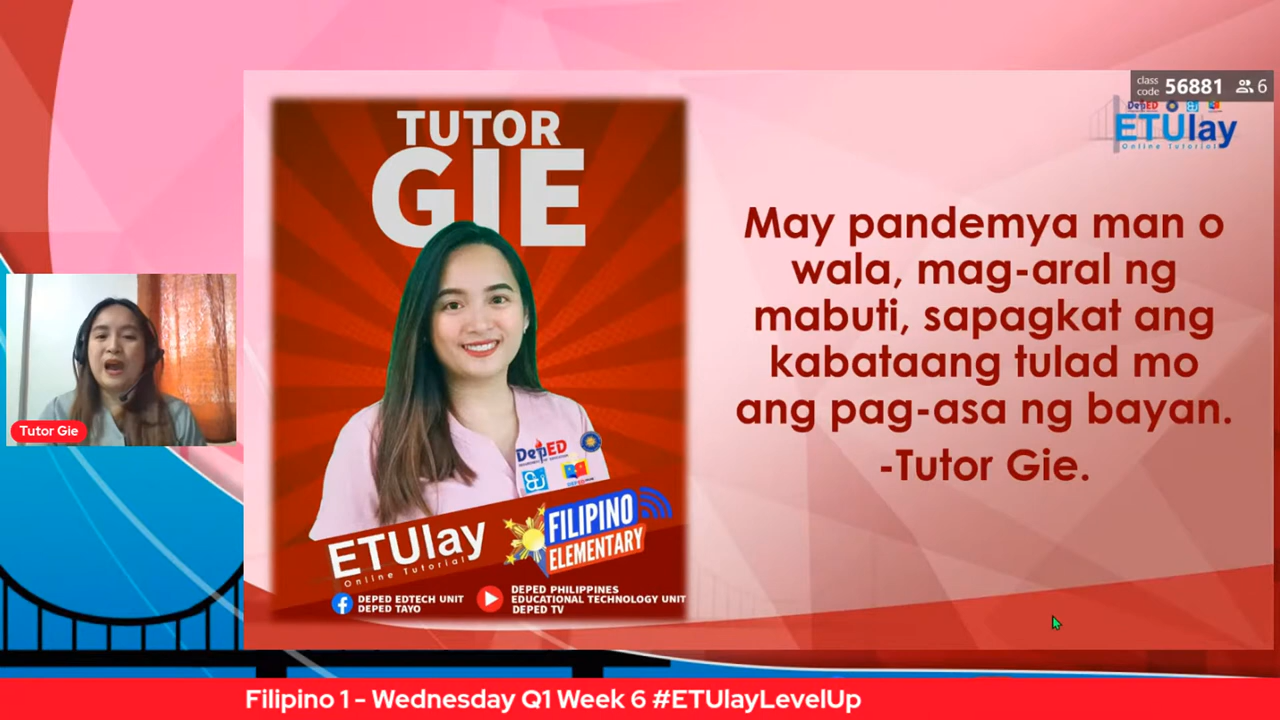 class
code 56881 6
DepED
ETUlay
Online Tutorial
TUTOR
GIE
May pandemya man o
wala, mag-aral ng
mabuti, sapagkat ang
kabataang tulad mo
ang pag-asa ng bayan.
-Tutor Gie.
Tutor Gie
DepED
ETUlay
Online Tutorial
FILIPINO
ELEMENTARY
DEPED EDTECH UNIT
DEPED TAYO
DEPED PHILIPPINES
EDUCATIONAL TECHNOLOGY UNIT
DEPED TV
Filipino 1 - Wednesday Q1 Week 6 #ETUlayLevelUp